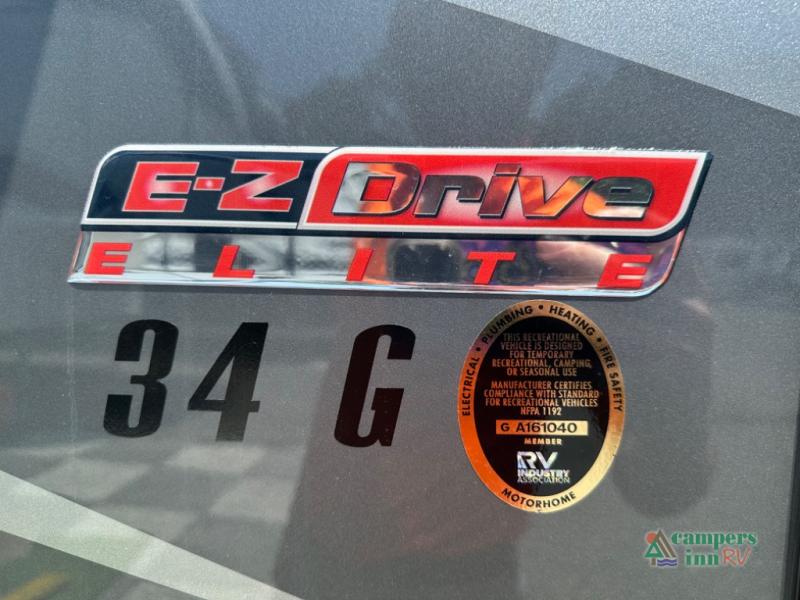 E-Z Drive
ELITE
34 G
ELECTRICAL • PLUMBING • HEATING • FIRE SAFETY
THIS RECREATIONAL
VEHICLE IS DESIGNED
FOR TEMPORARY
RECREATIONAL, CAMPING,
OR SEASONAL USE
MANUFACTURER CERTIFIES
COMPLIANCE WITH STANDARD
FOR RECREATIONAL VEHICLES
NFPA 1192
G A161040
MEMBER
RV
INDUSTRY
ASSOCIATION
MOTORHOME
campers
inn RV